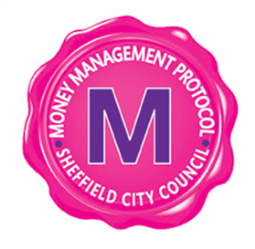 • MONEY MANAGEMENT PROTOCOL •
M
SHEFFIELD CITY COUNCIL